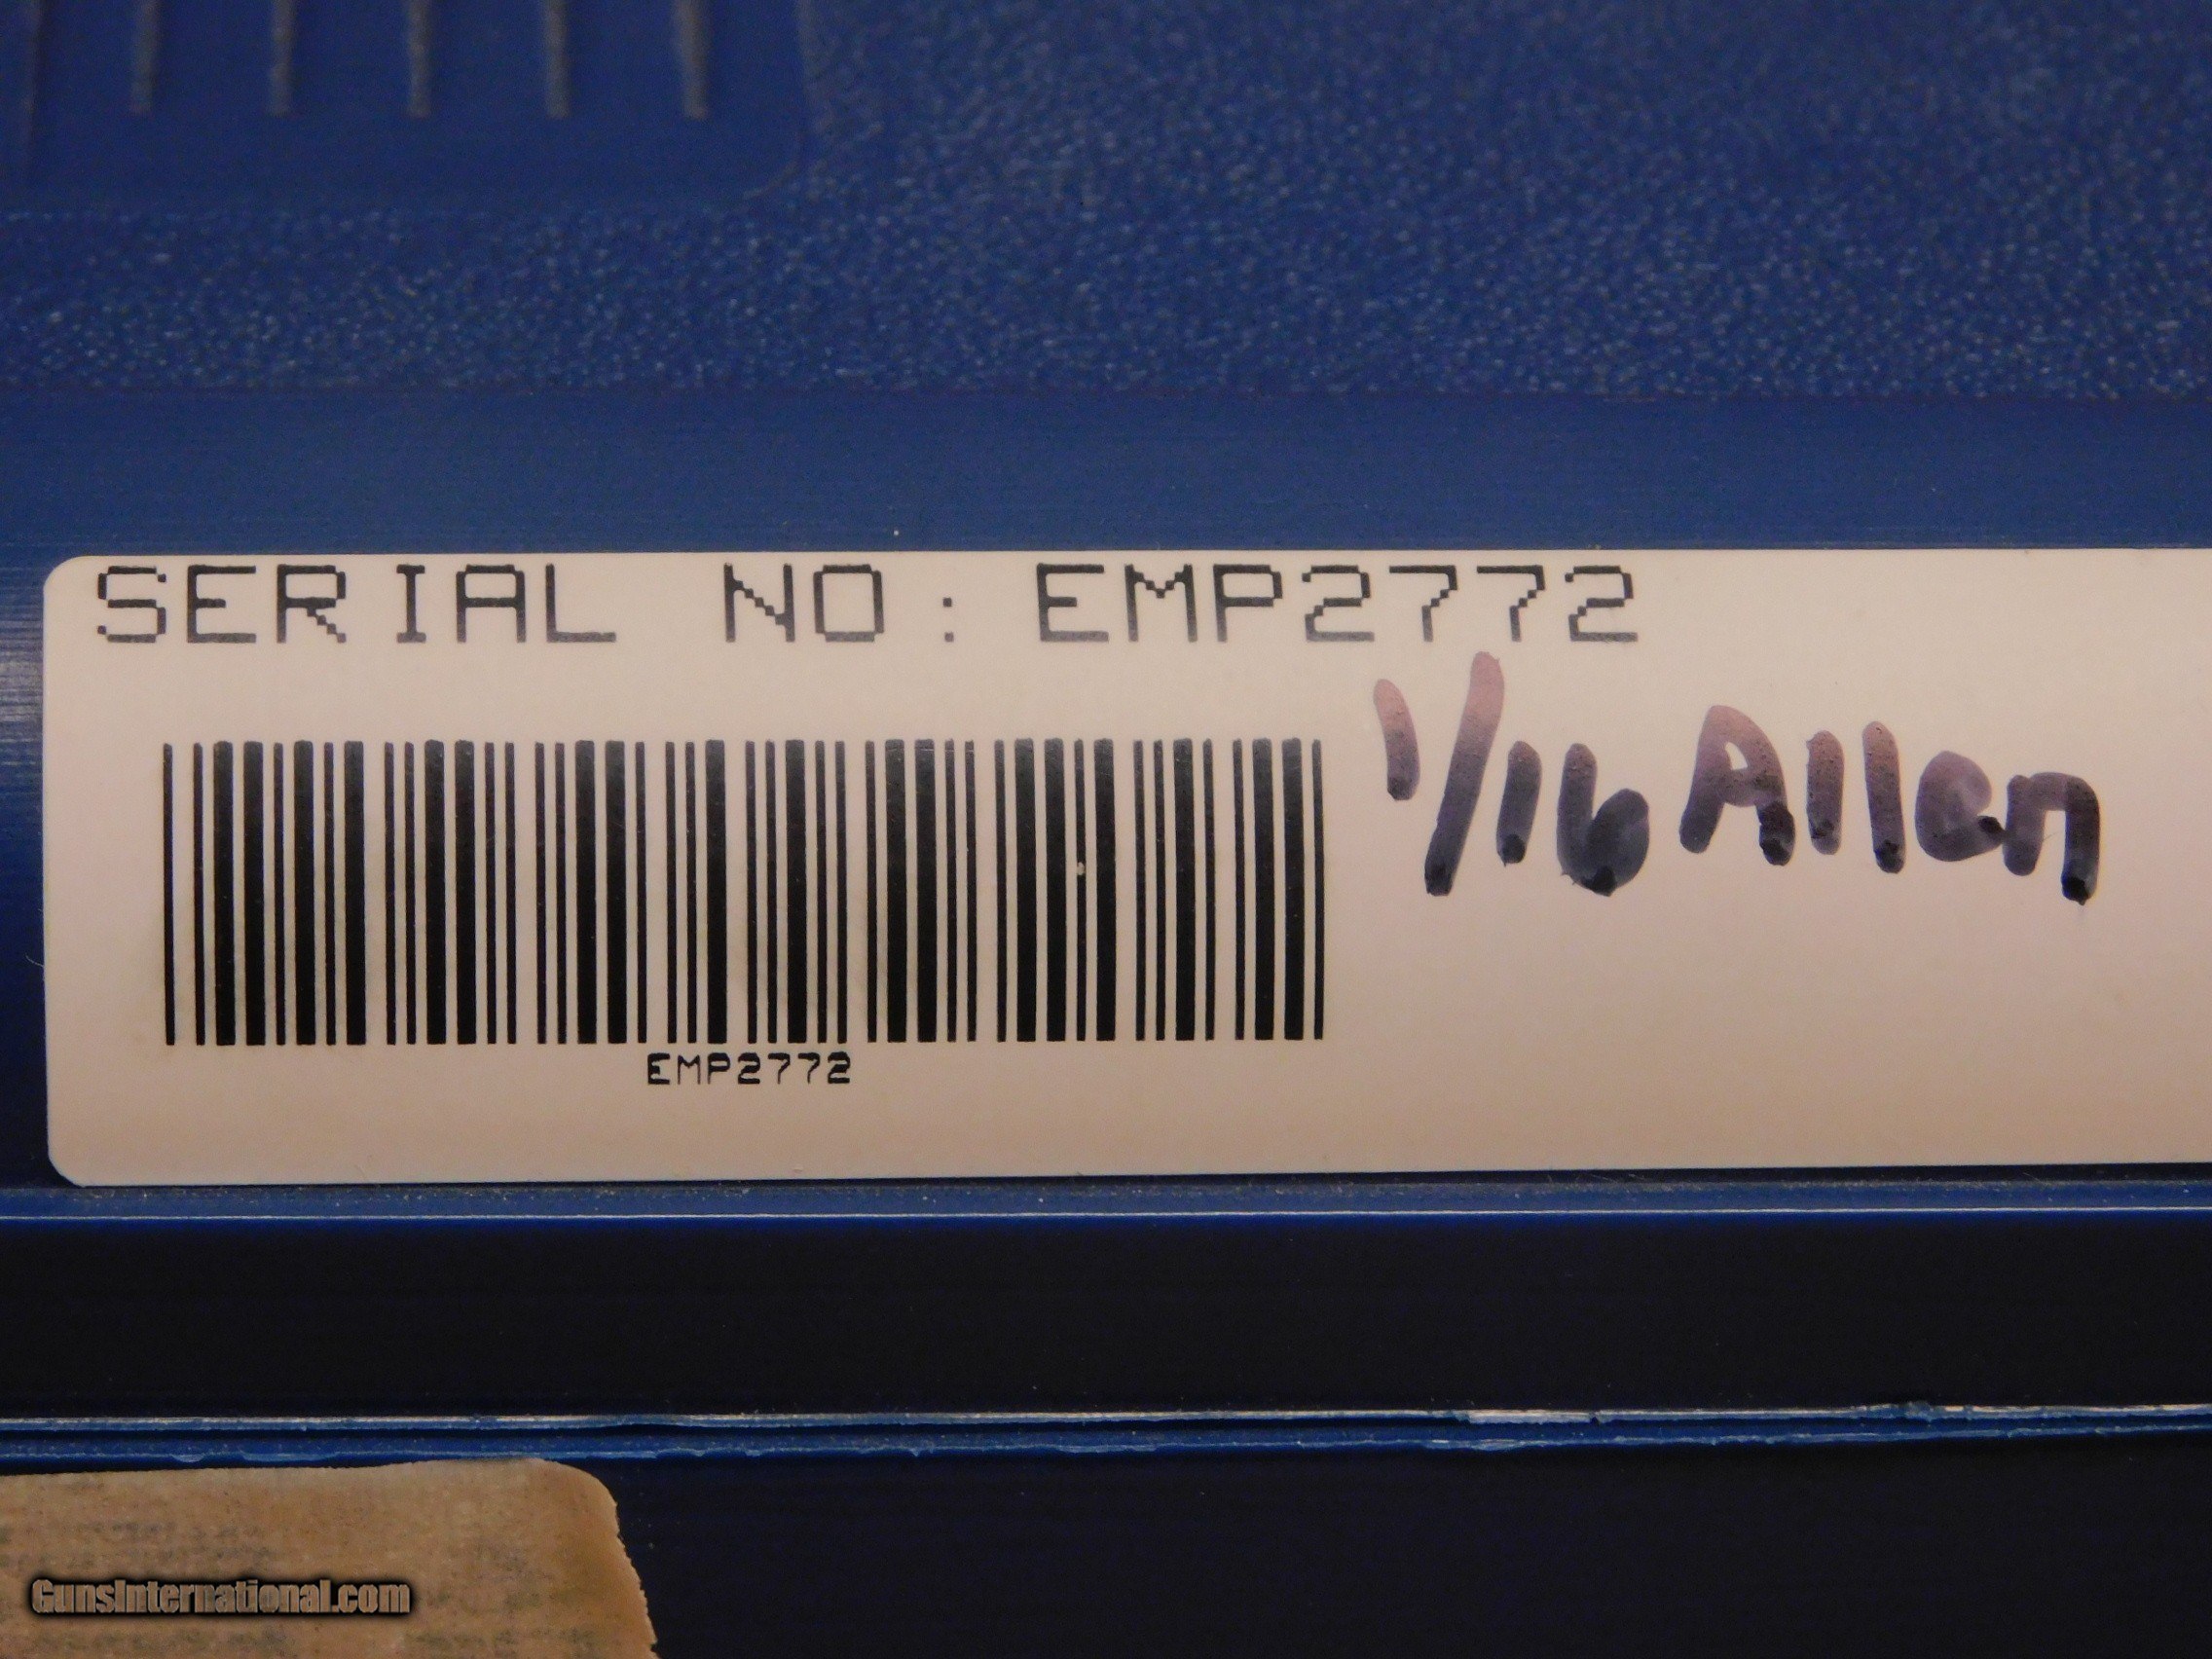 SERIAL NO: EMP2772
1/16 Allen
EMP2772
GunsInternational.com